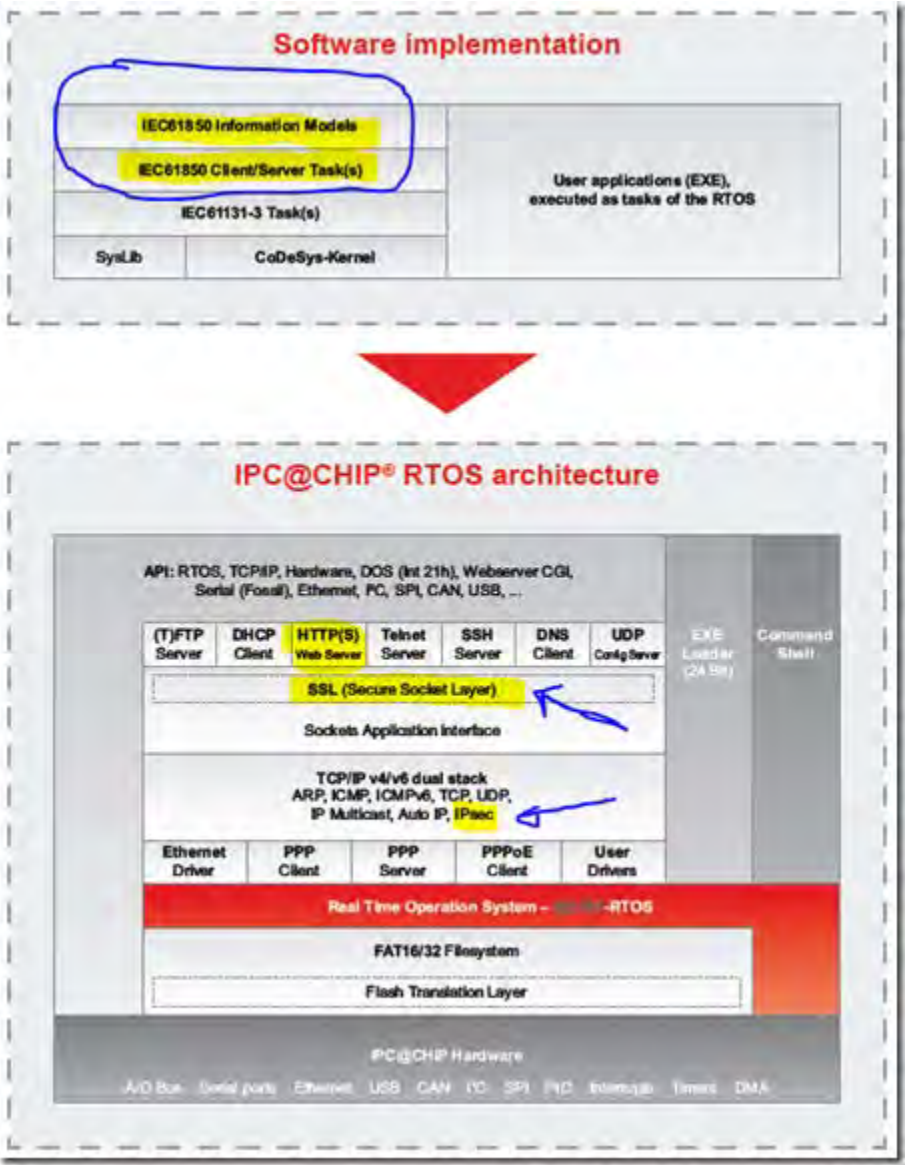 Software implementation
IEC61850 Information Models
IEC61850 Client/Server Task(s)
IEC61131-3 Task(s)
SysLib
CoDeSys-Kernel
User applications (EXE),
executed as tasks of the RTOS
IPC@CHIP® RTOS architecture
API: RTOS, TCP/IP, Hardware, DOS (Int 21h), Webserver CGI,
Serial (Fossil), Ethernet, I²C, SPI, CAN, USB, ...
(T)FTP
Server
DHCP
Client
HTTP(S)
Web Server
Telnet
Server
SSH
Server
DNS
Client
UDP
Config Server
EXE
Loader
(24 Bit)
Command
Shell
SSL (Secure Socket Layer)
Sockets Application Interface
TCP/IP v4/v6 dual stack
ARP, ICMP, ICMPv6, TCP, UDP,
IP Multicast, Auto IP, IPsec
Ethernet
Driver
PPP
Client
PPP
Server
PPPoE
Client
User
Drivers
Real Time Operation System – -RTOS
FAT16/32 Filesystem
Flash Translation Layer
IPC@CHIP Hardware
A/D Bus Serial ports Ethernet USB CAN I²C SPI Interrupts Timers DMA